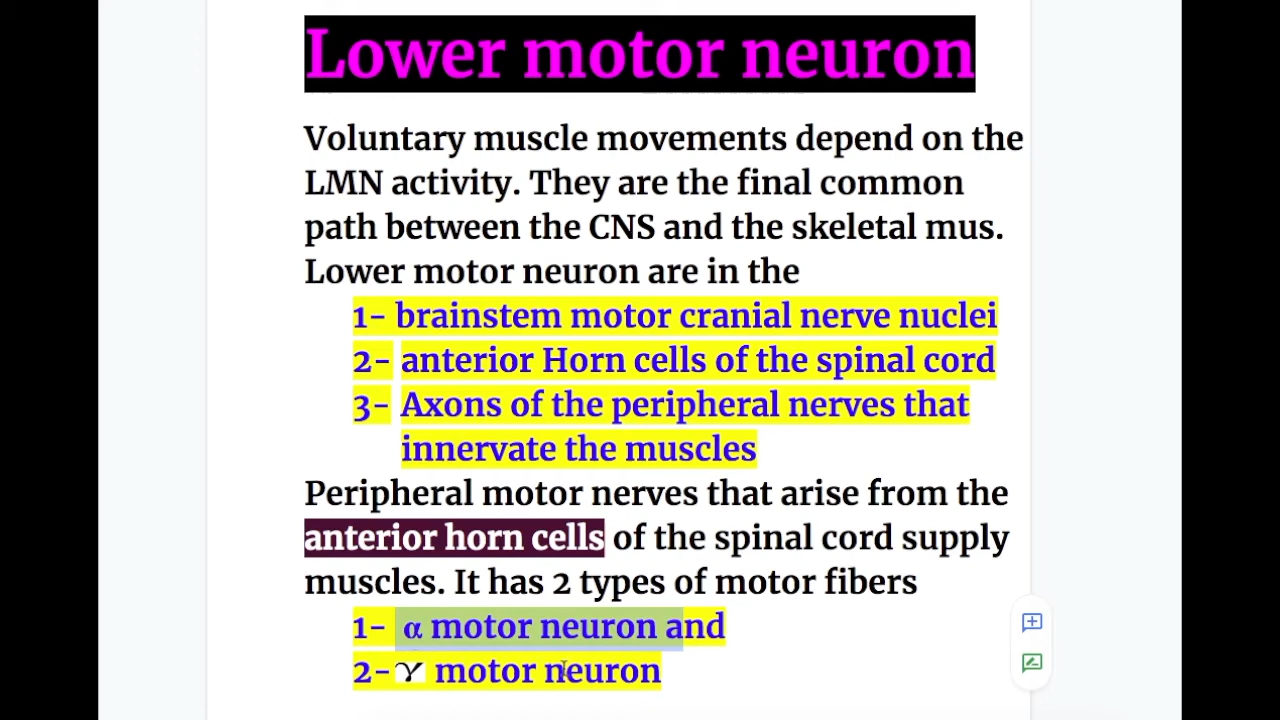 Lower motor neuron
Voluntary muscle movements depend on the
LMN activity. They are the final common
path between the CNS and the skeletal mus.
Lower motor neuron are in the
1- brainstem motor cranial nerve nuclei
2- anterior Horn cells of the spinal cord
3- Axons of the peripheral nerves that
innervate the muscles
Peripheral motor nerves that arise from the
anterior horn cells of the spinal cord supply
muscles. It has 2 types of motor fibers
1- α motor neuron and
2- γ motor neuron